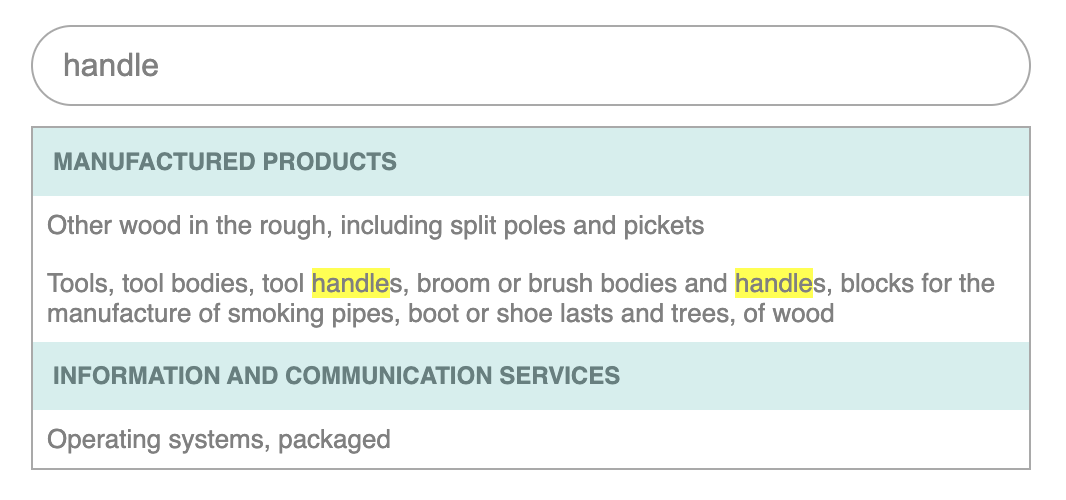 handle
MANUFACTURED PRODUCTS
Other wood in the rough, including split poles and pickets
Tools, tool bodies, tool handles, broom or brush bodies and handles, blocks for the
manufacture of smoking pipes, boot or shoe lasts and trees, of wood
INFORMATION AND COMMUNICATION SERVICES
Operating systems, packaged